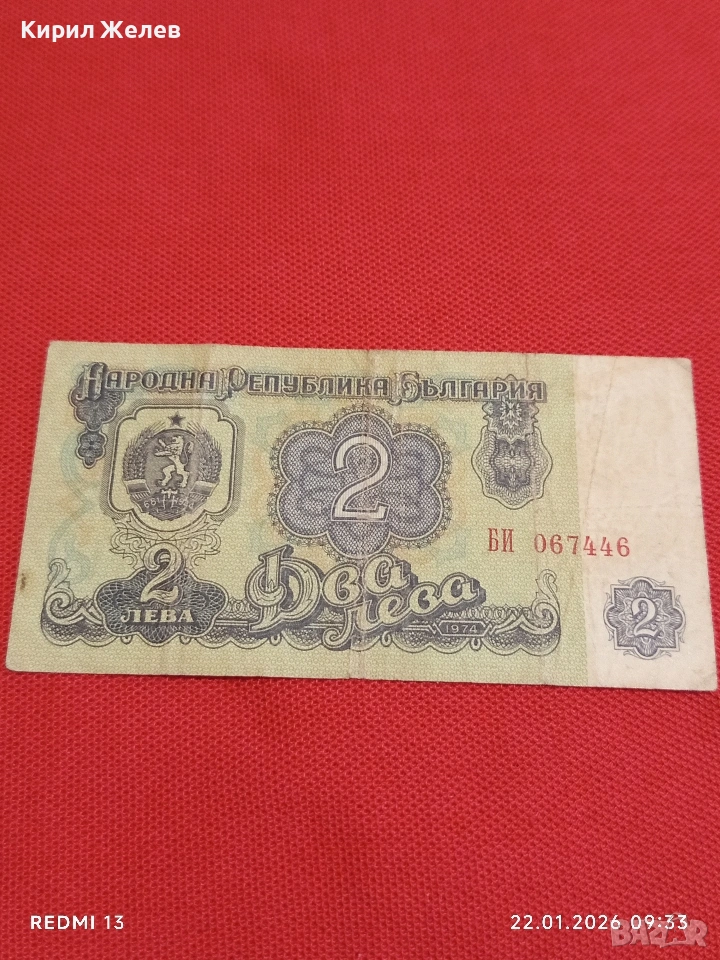 Кирил Желев
НАРОДНА РЕПУБЛИКА БЪЛГАРИЯ
2
БИ 067446
2
ЛЕВА
ДВА
ЛЕВА
1974
2
REDMI 13
22.01.2026 09:33
BAZAR